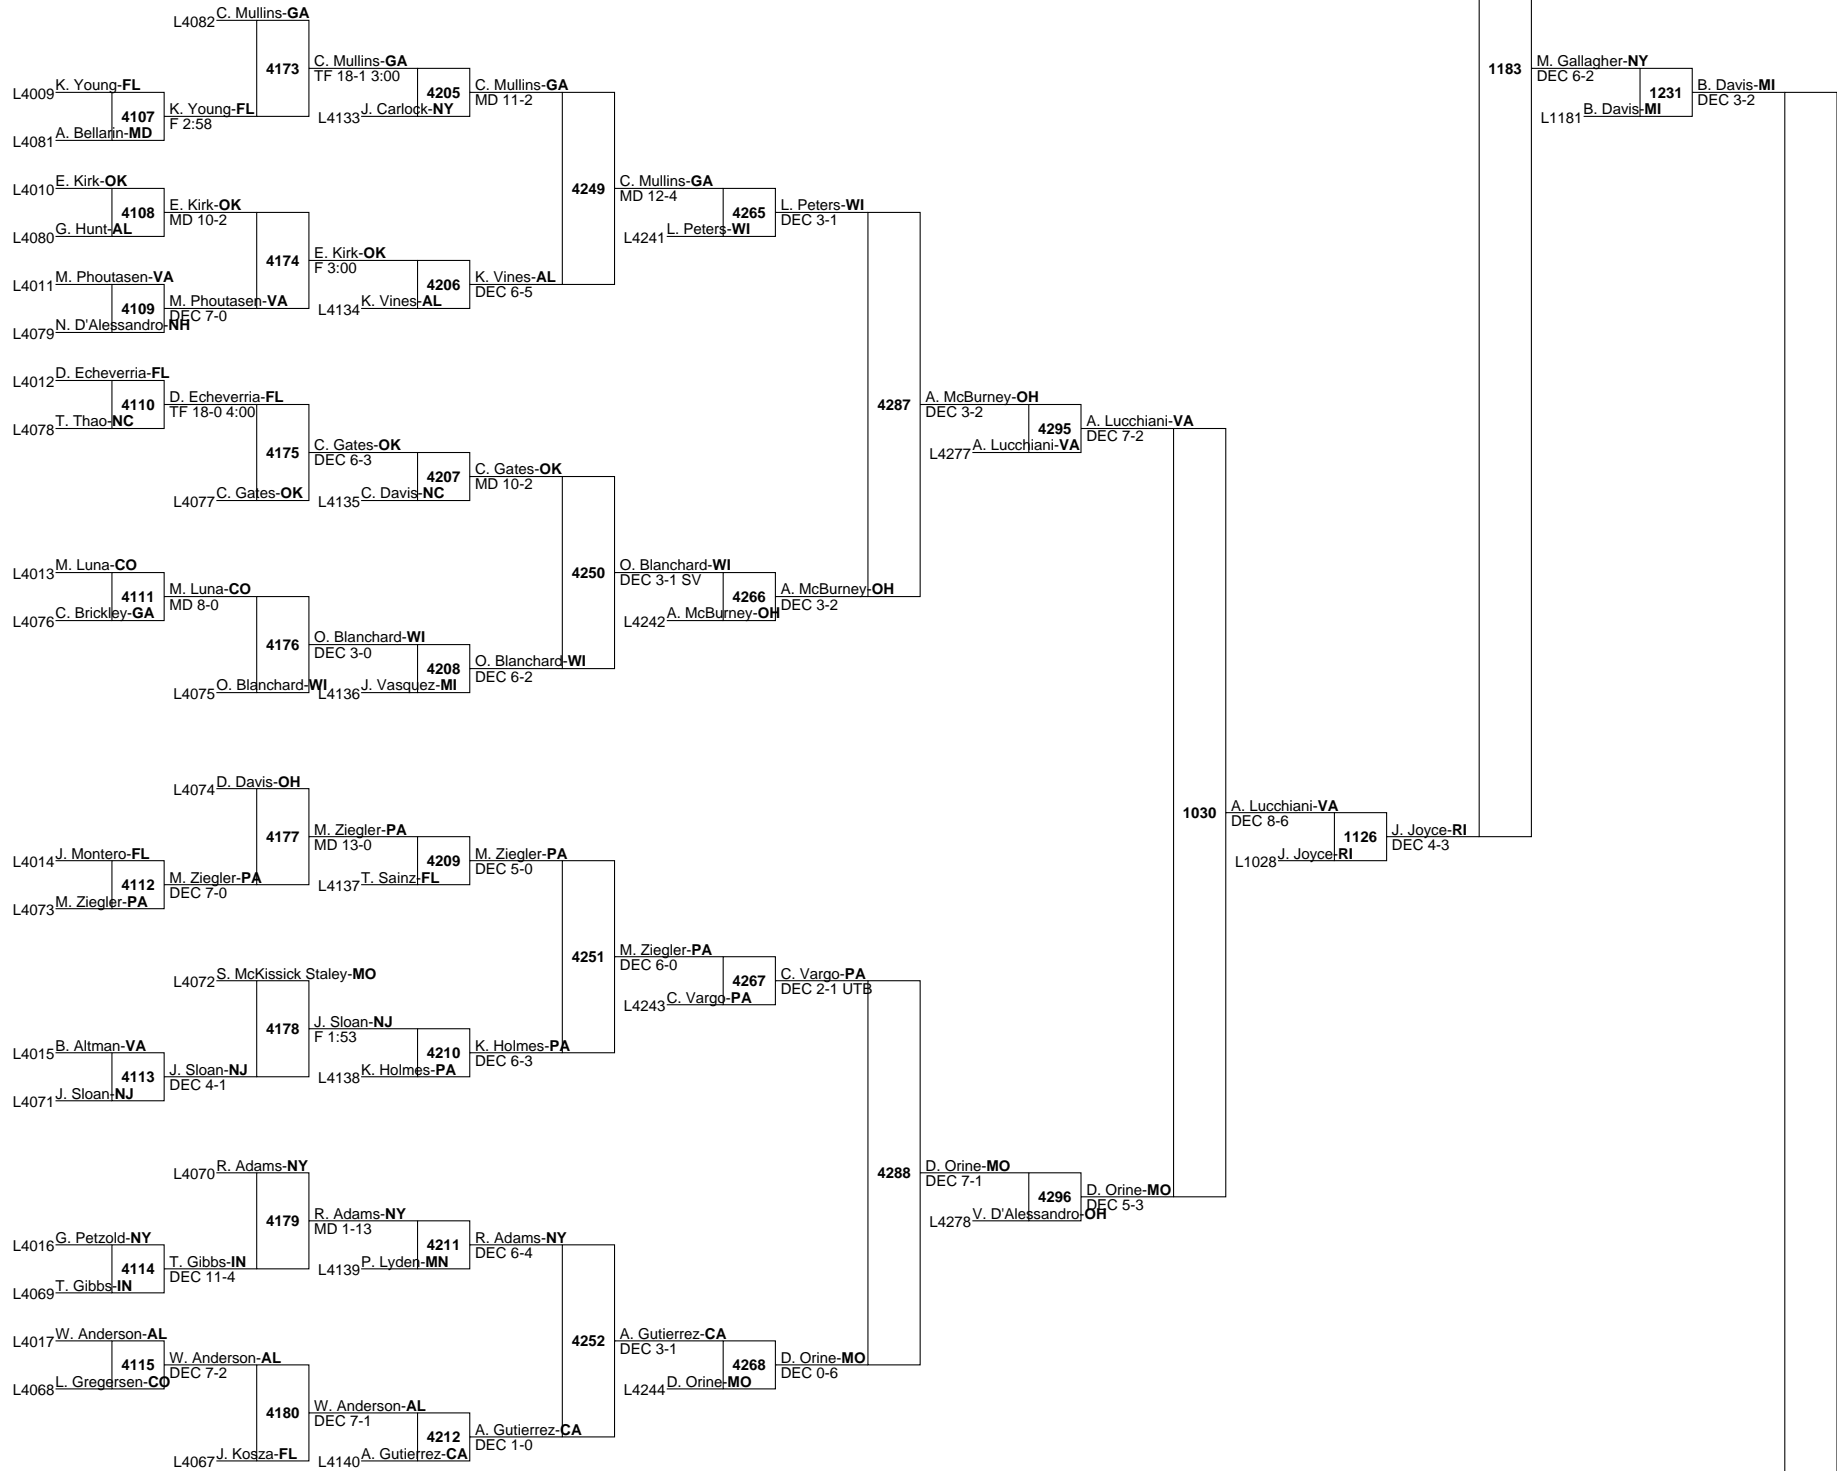 L4082 C. Mullins-GA
4173
C. Mullins-GA
TF 18-1 3:00
L4009 K. Young-FL
4107
K. Young-FL
F 2:58
L4081 A. Bellarin-MD
4205
L4133 J. Carlock-NY
C. Mullins-GA
MD 11-2
L4010 E. Kirk-OK
4108
E. Kirk-OK
MD 10-2
L4080 G. Hunt-AL
4174
E. Kirk-OK
F 3:00
L4011 M. Phoutasen-VA
4109
M. Phoutasen-VA
DEC 7-0
L4079 N. D'Alessandro-NH
4206
L4134 K. Vines-AL
K. Vines-AL
DEC 6-5
4249
C. Mullins-GA
MD 12-4
4265
L4241 L. Peters-WI
L. Peters-WI
DEC 3-1
L4012 D. Echeverria-FL
4110
D. Echeverria-FL
TF 18-0 4:00
L4078 T. Thao-NC
4175
C. Gates-OK
DEC 6-3
L4077 C. Gates-OK
4207
L4135 C. Davis-NC
C. Gates-OK
MD 10-2
L4013 M. Luna-CO
4111
M. Luna-CO
MD 8-0
L4076 C. Brickley-GA
4176
O. Blanchard-WI
DEC 3-0
L4075 O. Blanchard-WI
4208
L4136 J. Vasquez-MI
O. Blanchard-WI
DEC 6-2
4250
O. Blanchard-WI
DEC 3-1 SV
4266
L4242 A. McBurney-OH
A. McBurney-OH
DEC 3-2
4287
A. McBurney-OH
DEC 3-2
4295
L4277 A. Lucchiani-VA
A. Lucchiani-VA
DEC 7-2
L4074 D. Davis-OH
4177
M. Ziegler-PA
MD 13-0
L4014 J. Montero-FL
4112
M. Ziegler-PA
DEC 7-0
L4073 M. Ziegler-PA
4209
L4137 T. Sainz-FL
M. Ziegler-PA
DEC 5-0
L4072 S. McKissick Staley-MO
4178
J. Sloan-NJ
F 1:53
L4015 B. Altman-VA
4113
J. Sloan-NJ
DEC 4-1
L4071 J. Sloan-NJ
4210
L4138 K. Holmes-PA
K. Holmes-PA
DEC 6-3
4251
M. Ziegler-PA
DEC 6-0
4267
L4243 C. Vargo-PA
C. Vargo-PA
DEC 2-1 UTB
L4070 R. Adams-NY
4179
R. Adams-NY
MD 1-13
L4016 G. Petzold-NY
4114
T. Gibbs-IN
DEC 11-4
L4069 T. Gibbs-IN
4211
L4139 P. Lyden-MN
R. Adams-NY
DEC 6-4
L4017 W. Anderson-AL
4115
W. Anderson-AL
DEC 7-2
L4068 L. Gregersen-CO
4180
W. Anderson-AL
DEC 7-1
L4067 J. Kosza-FL
4212
L4140 A. Gutierrez-CA
A. Gutierrez-CA
DEC 1-0
4252
A. Gutierrez-CA
DEC 3-1
4268
L4244 D. Orine-MO
D. Orine-MO
DEC 0-6
4288
D. Orine-MO
DEC 7-1
4296
L4278 V. D'Alessandro-OH
D. Orine-MO
DEC 5-3
1030
A. Lucchiani-VA
DEC 8-6
1126
L1028 J. Joyce-RI
J. Joyce-RI
DEC 4-3
1183
M. Gallagher-NY
DEC 6-2
1231
L1181 B. Davis-MI
B. Davis-MI
DEC 3-2